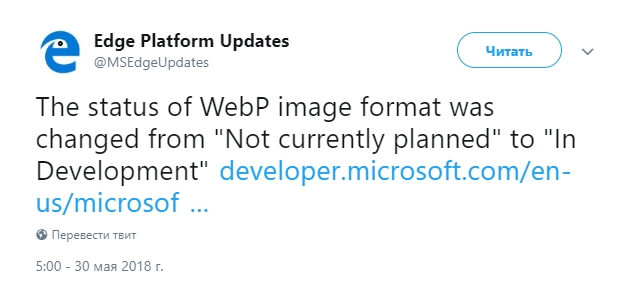 Edge Platform Updates
@MSEdgeUpdates
Читать
The status of WebP image format was
changed from "Not currently planned" to "In
Development" developer.microsoft.com/en-
us/microsof ...
Перевести твит
5:00 - 30 мая 2018 г.